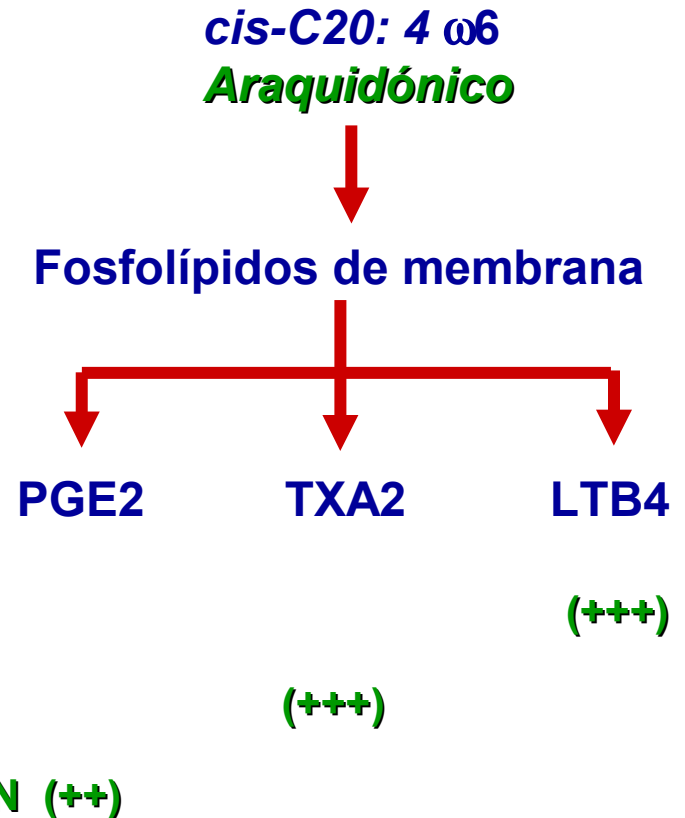 cis-C20: 4 ω6
Araquidónico
Fosfolípidos de membrana
PGE2 TXA2 LTB4
(+++)
(+++)
N (++)